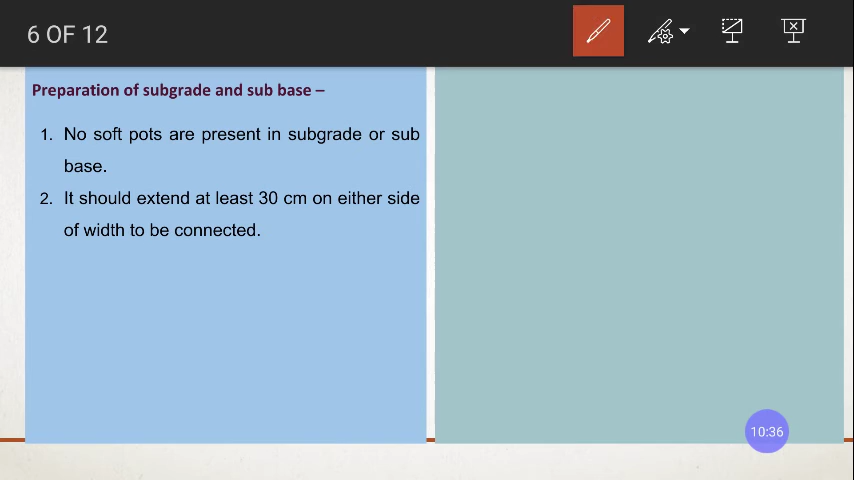 6 OF 12
Preparation of subgrade and sub base –
1. No soft pots are present in subgrade or sub
base.
2. It should extend at least 30 cm on either side
of width to be connected.
10:36